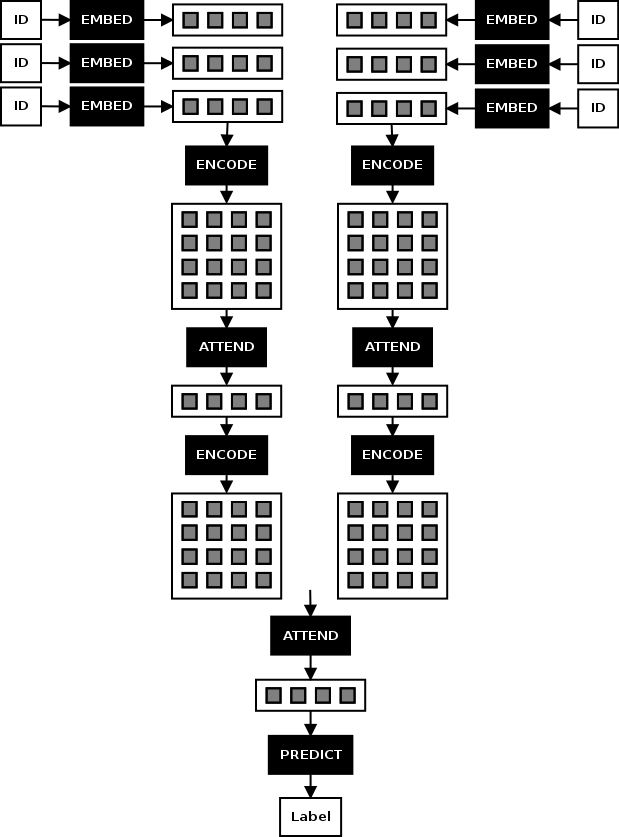 ID EMBED EMBED ID
ID EMBED EMBED ID
ID EMBED EMBED ID
ENCODE ENCODE
ATTEND ATTEND
ENCODE ENCODE
ATTEND
PREDICT
Label